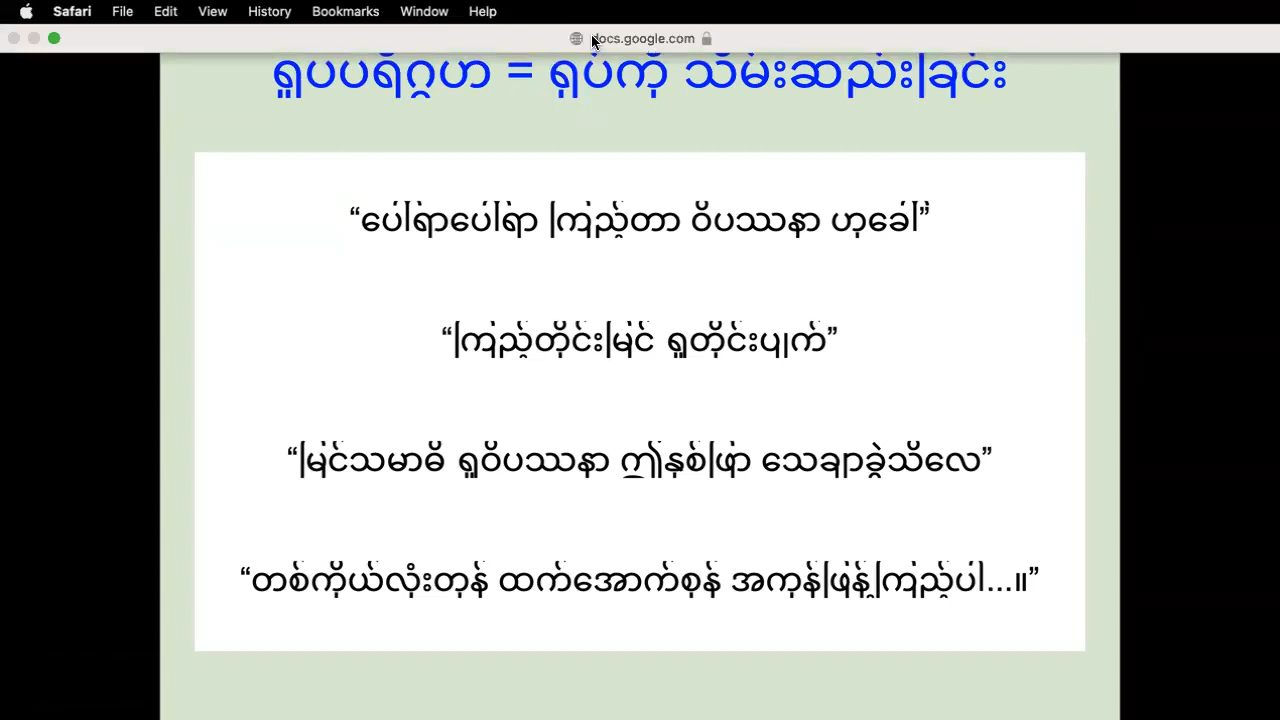 Safari File Edit View History Bookmarks Window Help
docs.google.com
ရူပပရိဂ္ဂဟ = ရုပ်ကို သိမ်းဆည်းခြင်း
“ပေါ်ရာပေါ်ရာ ကြည့်တာ ဝိပဿနာ ဟုခေါ်”
“ကြည့်တိုင်းမြင် ရှုတိုင်းပျက်”
“မြင်သမာဓိ ရှုဝိပဿနာ ဤနှစ်ဖြာ သေချာခွဲသိလေ”
“တစ်ကိုယ်လုံးတုန် ထက်အောက်စုန် အကုန်ဖြန့်ကြည့်ပါ...။”